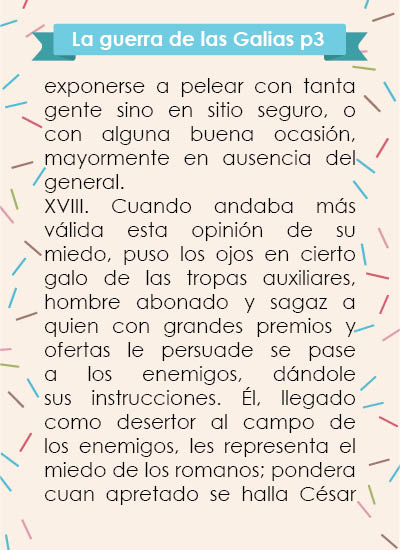 La guerra de las Galias p3
exponerse a pelear con tanta
gente sino en sitio seguro, o
con alguna buena ocasión,
mayormente en ausencia del
general.
XVIII. Cuando andaba más
válida esta opinión de su
miedo, puso los ojos en cierto
galo de las tropas auxiliares,
hombre abonado y sagaz a
quien con grandes premios y
ofertas le persuade se pase
a los enemigos, dándole
sus instrucciones. Él, llegado
como desertor al campo de
los enemigos, les representa el
miedo de los romanos; pondera
cuan apretado se halla César